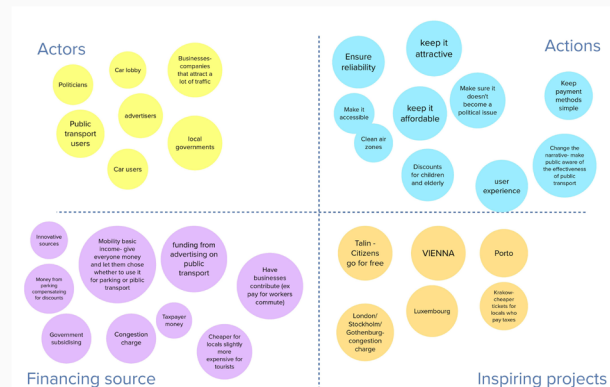 Actors
Politicians
Car lobby
Businesses-
companies
that attract a
lot of traffic
advertisers
Public
transport
users
local
governments
Car users
Actions
Ensure
reliability
keep it
attractive
Make it
accessible
Clean air
zones
keep it
affordable
Make sure it
doesn't
become a
political issue
Keep
payment
methods
simple
Discounts
for children
and elderly
user
experience
Change the
narrative- make
public aware of
the effectiveness
of public
transport
Innovative
sources
Mobility basic
income- give
everyone money
and let them chose
whether to use it
for parking or piblic
transport
funding from
advertising on
public
transport
Have
businesses
contribute (ex
pay for workers
commute)
Money from
parking
compensating
for discounts
Government
subsidising
Congestion
charge
Taxpayer
money
Cheaper for
locals slightly
more
expensive for
tourists
Financing source
Talin -
Citizens
go for free
VIENNA
Porto
London/
Stockholm/
Gothenburg-
congestion
charge
Luxembourg
cheaper
tickets for
locals who
pay taxes
Inspiring projects